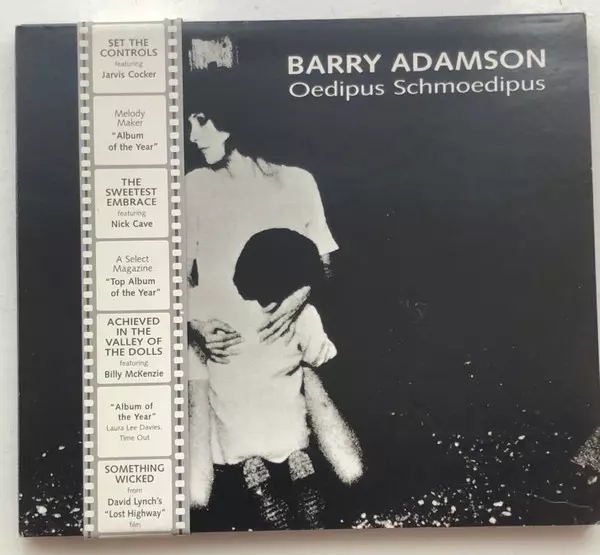 BARRY ADAMSON
Oedipus Schmoedipus
SET THE
CONTROLS
featuring
Jarvis Cocker
Melody
Maker
"Album
of the Year"
THE
SWEETEST
EMBRACE
featuring
Nick Cave
A Select
Magazine
"Top Album
of the Year"
ACHIEVED
IN THE
VALLEY OF
THE DOLLS
featuring
Billy McKenzie
"Album of
the Year"
Laura Lee Davies,
Time Out
SOMETHING
WICKED
from
David Lynch's
"Lost Highway"
film